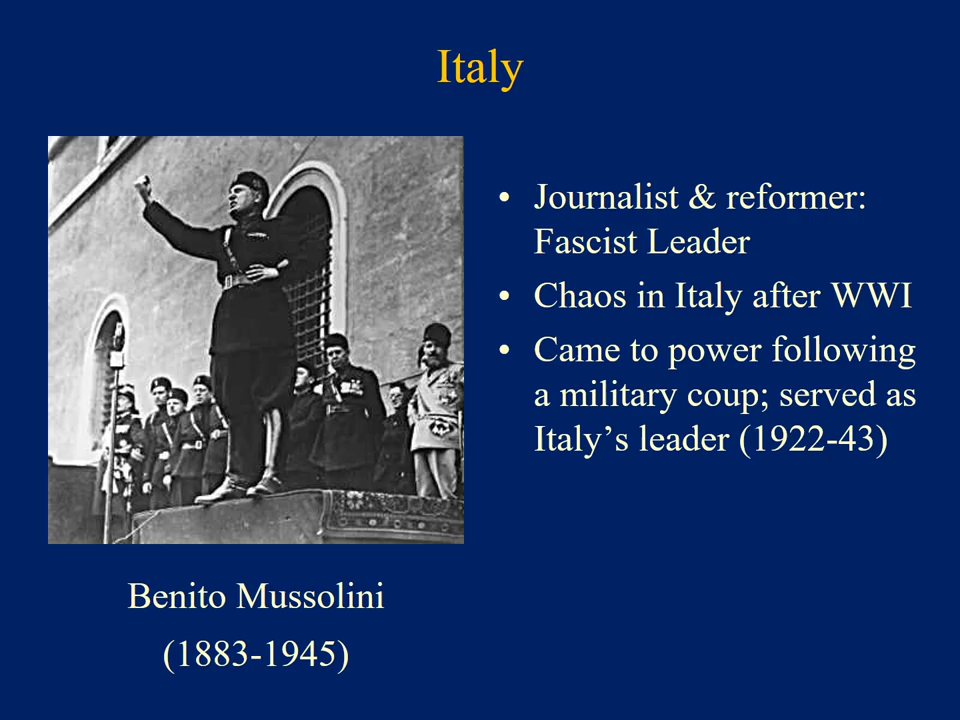 Italy
• Journalist & reformer:
Fascist Leader
• Chaos in Italy after WWI
• Came to power following
a military coup; served as
Italy’s leader (1922-43)
Benito Mussolini
(1883-1945)